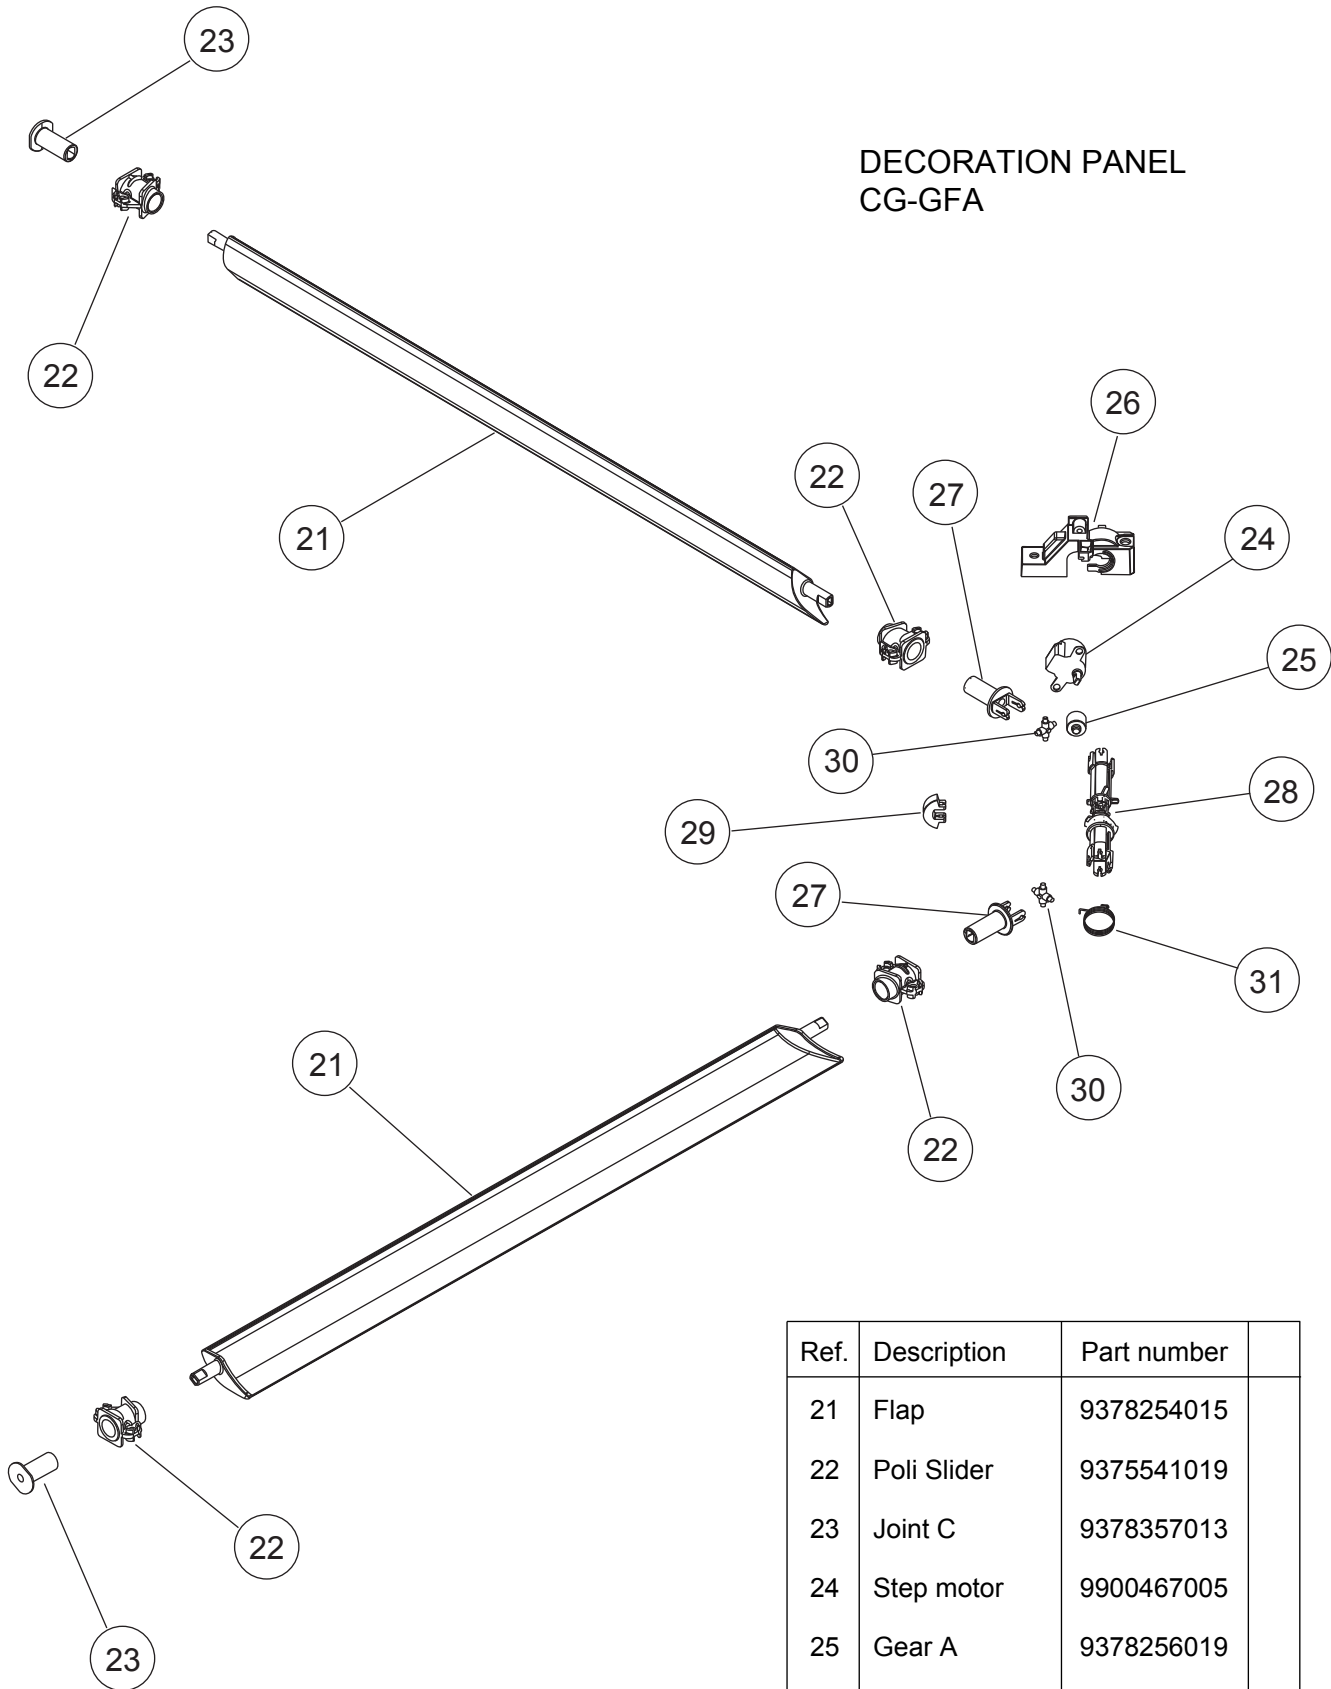 23
DECORATION PANEL
CG-GFA
22
26
22
27
21
24
25
30
28
29
27
31
21
30
22
Ref. Description Part number
21 Flap 9378254015
22 Poli Slider 9375541019
23 Joint C 9378357013
22
24 Step motor 9900467005
25 Gear A 9378256019
23